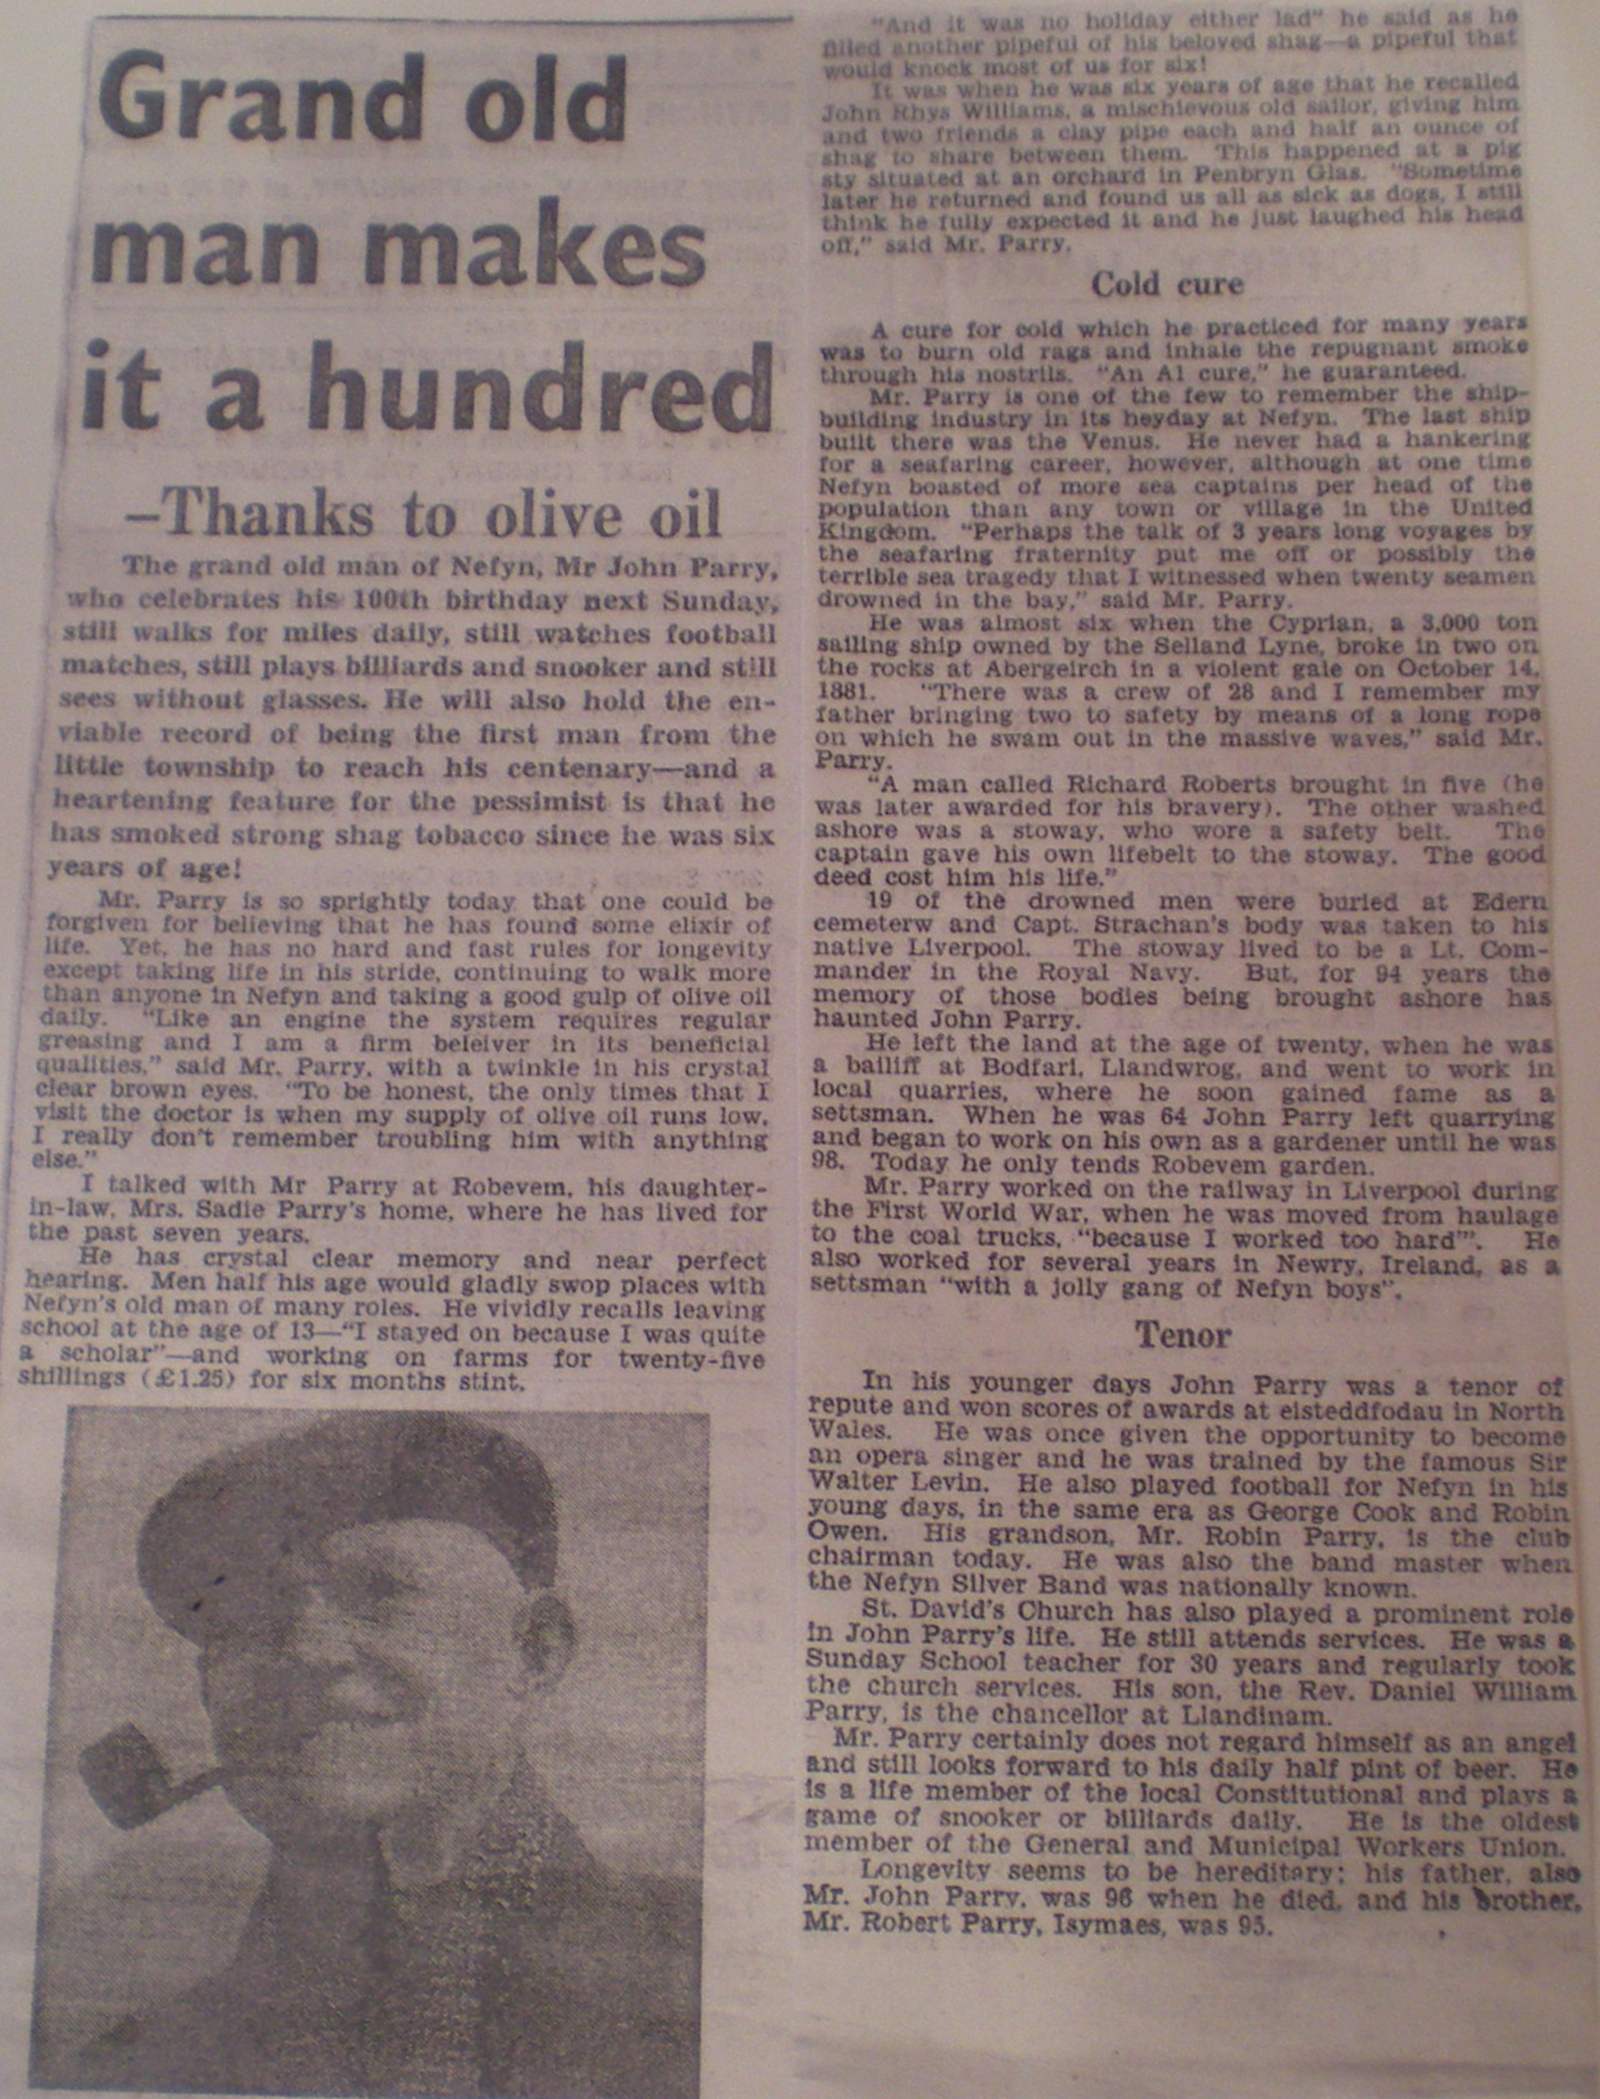 Grand old
man makes
it a hundred
–Thanks to olive oil
The grand old man of Nefyn, Mr John Parry,
who celebrates his 100th birthday next Sunday,
still walks for miles daily, still watches football
matches, still plays billiards and snooker and still
sees without glasses. He will also hold the en-
viable record of being the first man from the
little township to reach his centenary—and a
heartening feature for the pessimist is that he
has smoked strong shag tobacco since he was six
years of age!
Mr. Parry is so sprightly today that one could be
forgiven for believing that he has found some elixir of
life. Yet, he has no hard and fast rules for longevity
except taking life in his stride, continuing to walk more
than anyone in Nefyn and taking a good gulp of olive oil
daily. "Like an engine the system requires regular
greasing and I am a firm beleiver in its beneficial
qualities," said Mr. Parry, with a twinkle in his crystal
clear brown eyes. "To be honest, the only times that I
visit the doctor is when my supply of olive oil runs low.
I really don't remember troubling him with anything
else."
I talked with Mr Parry at Robevem, his daughter-
in-law, Mrs. Sadie Parry's home, where he has lived for
the past seven years.
He has crystal clear memory and near perfect
hearing. Men half his age would gladly swop places with
Nefyn's old man of many roles. He vividly recalls leaving
school at the age of 13—"I stayed on because I was quite
a scholar"—and working on farms for twenty-five
shillings (£1.25) for six months stint.
"And it was no holiday either lad" he said as he
filled another pipeful of his beloved shag—a pipeful that
would knock most of us for six!
It was when he was six years of age that he recalled
John Rhys Williams, a mischievous old sailor, giving him
and two friends a clay pipe each and half an ounce of
shag to share between them. This happened at a pig
sty situated at an orchard in Penbryn Glas. "Sometime
later he returned and found us all as sick as dogs, I still
think he fully expected it and he just laughed his head
off," said Mr. Parry.
Cold cure
A cure for cold which he practiced for many years
was to burn old rags and inhale the repugnant smoke
through his nostrils. "An A1 cure," he guaranteed.
Mr. Parry is one of the few to remember the ship-
building industry in its heyday at Nefyn. The last ship
built there was the Venus. He never had a hankering
for a seafaring career, however, although at one time
Nefyn boasted of more sea captains per head of the
population than any town or village in the United
Kingdom. "Perhaps the talk of 3 years long voyages by
the seafaring fraternity put me off or possibly the
terrible sea tragedy that I witnessed when twenty seamen
drowned in the bay," said Mr. Parry.
He was almost six when the Cyprian, a 3,000 ton
sailing ship owned by the Selland Lyne, broke in two on
the rocks at Abergeirch in a violent gale on October 14,
1881. "There was a crew of 28 and I remember my
father bringing two to safety by means of a long rope
on which he swam out in the massive waves," said Mr.
Parry.
"A man called Richard Roberts brought in five (he
was later awarded for his bravery). The other washed
ashore was a stoway, who wore a safety belt. The
captain gave his own lifebelt to the stoway. The good
deed cost him his life."
19 of the drowned men were buried at Edern
cemeterw and Capt. Strachan's body was taken to his
native Liverpool. The stoway lived to be a Lt. Com-
mander in the Royal Navy. But, for 94 years the
memory of those bodies being brought ashore has
haunted John Parry.
He left the land at the age of twenty, when he was
a bailiff at Bodfari, Llandwrog, and went to work in
local quarries, where he soon gained fame as a
settsman. When he was 64 John Parry left quarrying
and began to work on his own as a gardener until he was
98. Today he only tends Robevem garden.
Mr. Parry worked on the railway in Liverpool during
the First World War, when he was moved from haulage
to the coal trucks, "because I worked too hard'". He
also worked for several years in Newry, Ireland, as a
settsman "with a jolly gang of Nefyn boys".
Tenor
In his younger days John Parry was a tenor of
repute and won scores of awards at eisteddfodau in North
Wales. He was once given the opportunity to become
an opera singer and he was trained by the famous Sir
Walter Levin. He also played football for Nefyn in his
young days, in the same era as George Cook and Robin
Owen. His grandson, Mr. Robin Parry, is the club
chairman today. He was also the band master when
the Nefyn Silver Band was nationally known.
St. David's Church has also played a prominent role
in John Parry's life. He still attends services. He was a
Sunday School teacher for 30 years and regularly took
the church services. His son, the Rev. Daniel William
Parry, is the chancellor at Llandinam.
Mr. Parry certainly does not regard himself as an angel
and still looks forward to his daily half pint of beer. He
is a life member of the local Constitutional and plays a
game of snooker or billiards daily. He is the oldest
member of the General and Municipal Workers Union.
Longevity seems to be hereditary; his father, also
Mr. John Parry, was 96 when he died, and his brother,
Mr. Robert Parry, Isymaes, was 95.